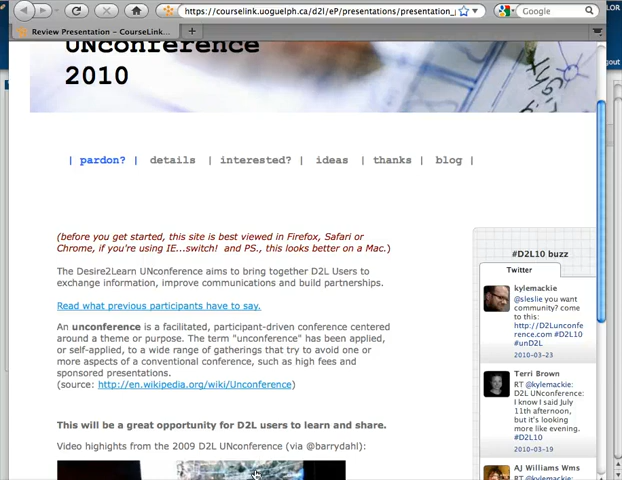 https://courselink.uoguelph.ca/d2l/eP/presentations/presentation_
Google
Review Presentation — CourseLink...
LOR
gout
UNconference
2010
| pardon? | details | interested? | ideas | thanks | blog |
(before you get started, this site is best viewed in Firefox, Safari or
Chrome, if you're using IE...switch! and PS., this looks better on a Mac.)
The Desire2Learn UNconference aims to bring together D2L Users to
exchange information, improve communications and build partnerships.
Read what previous participants have to say.
An unconference is a facilitated, participant-driven conference centered
around a theme or purpose. The term "unconference" has been applied,
or self-applied, to a wide range of gatherings that try to avoid one or
more aspects of a conventional conference, such as high fees and
sponsored presentations.
(source: http://en.wikipedia.org/wiki/Unconference)
This will be a great opportunity for D2L users to learn and share.
Video highights from the 2009 D2L UNconference (via @barrydahl):
#D2L10 buzz
Twitter
kylemackie
@sleslie you want
community? come to
this:
http://D2Lunconfe
rence.com #D2L10
#unD2L
2010-03-23
Terri Brown
RT @kylemackie:
D2L UNconference:
I know I said July
11th afternoon,
but it's looking
more like evening.
#D2L10
2010-03-19
AJ Williams Wms
RT @kylemackie:
D2L UNconference: